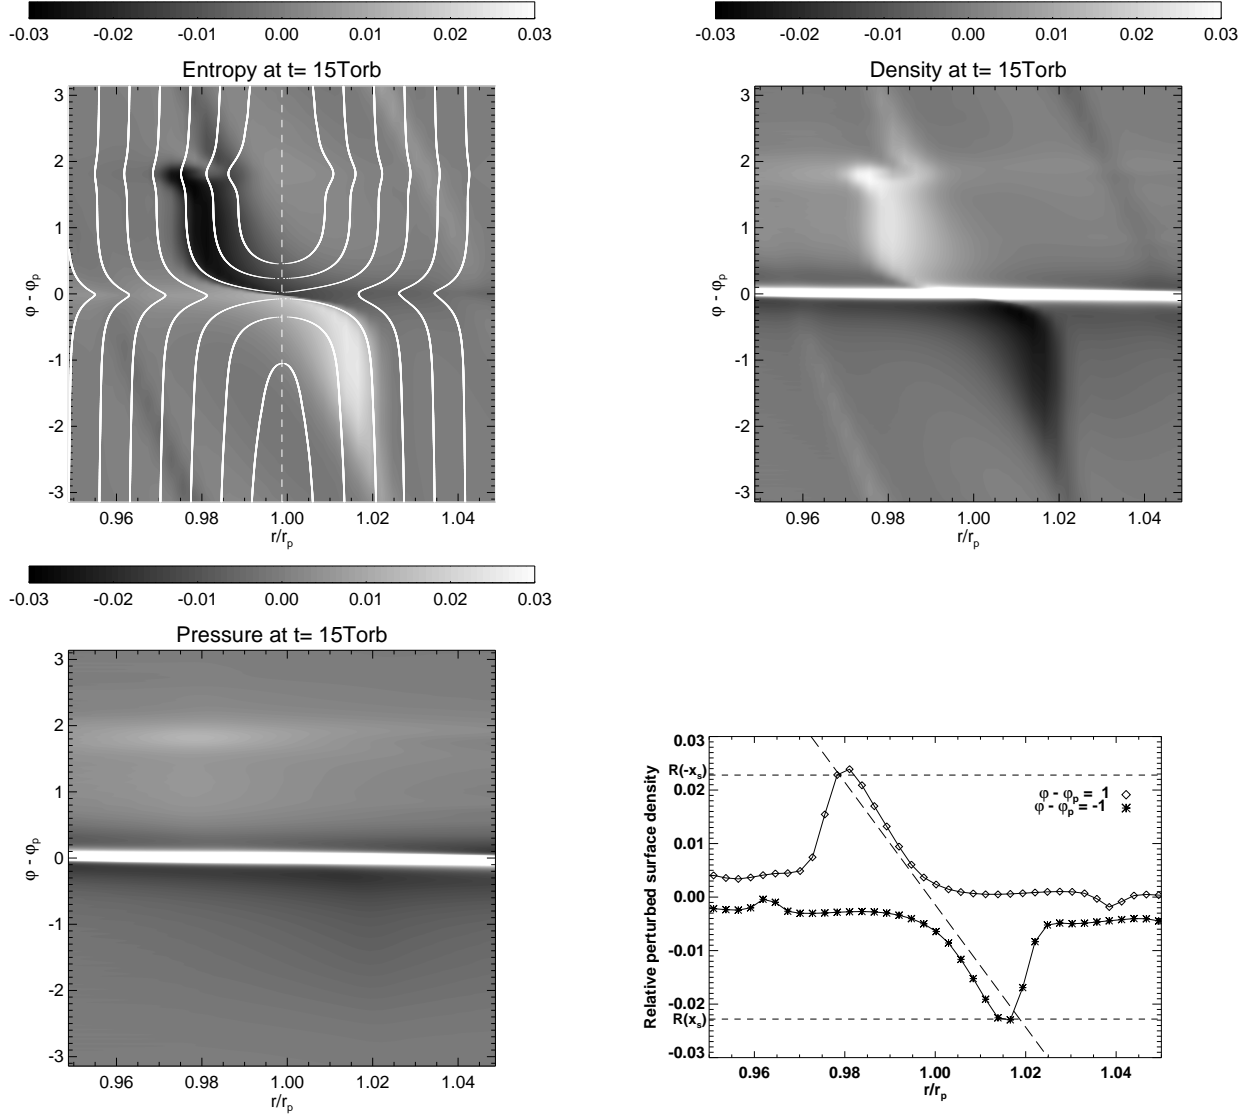 -0.03 -0.02 -0.01 0.00 0.01 0.02 0.03
Entropy at t= 15Torb
3
2
1
0
-1
-2
-3
φ - φp
0.96 0.98 1.00 1.02 1.04
r/rp
-0.03 -0.02 -0.01 0.00 0.01 0.02 0.03
Density at t= 15Torb
3
2
1
0
-1
-2
-3
φ - φp
0.96 0.98 1.00 1.02 1.04
r/rp
-0.03 -0.02 -0.01 0.00 0.01 0.02 0.03
Pressure at t= 15Torb
3
2
1
0
-1
-2
-3
φ - φp
0.96 0.98 1.00 1.02 1.04
r/rp
0.03
R(-xs)
0.02
0.01
0.00
-0.01
-0.02
R(xs)
-0.03
Relative perturbed surface density
φ - φp = 1
φ - φp = -1
0.96 0.98 1.00 1.02 1.04
r/rp